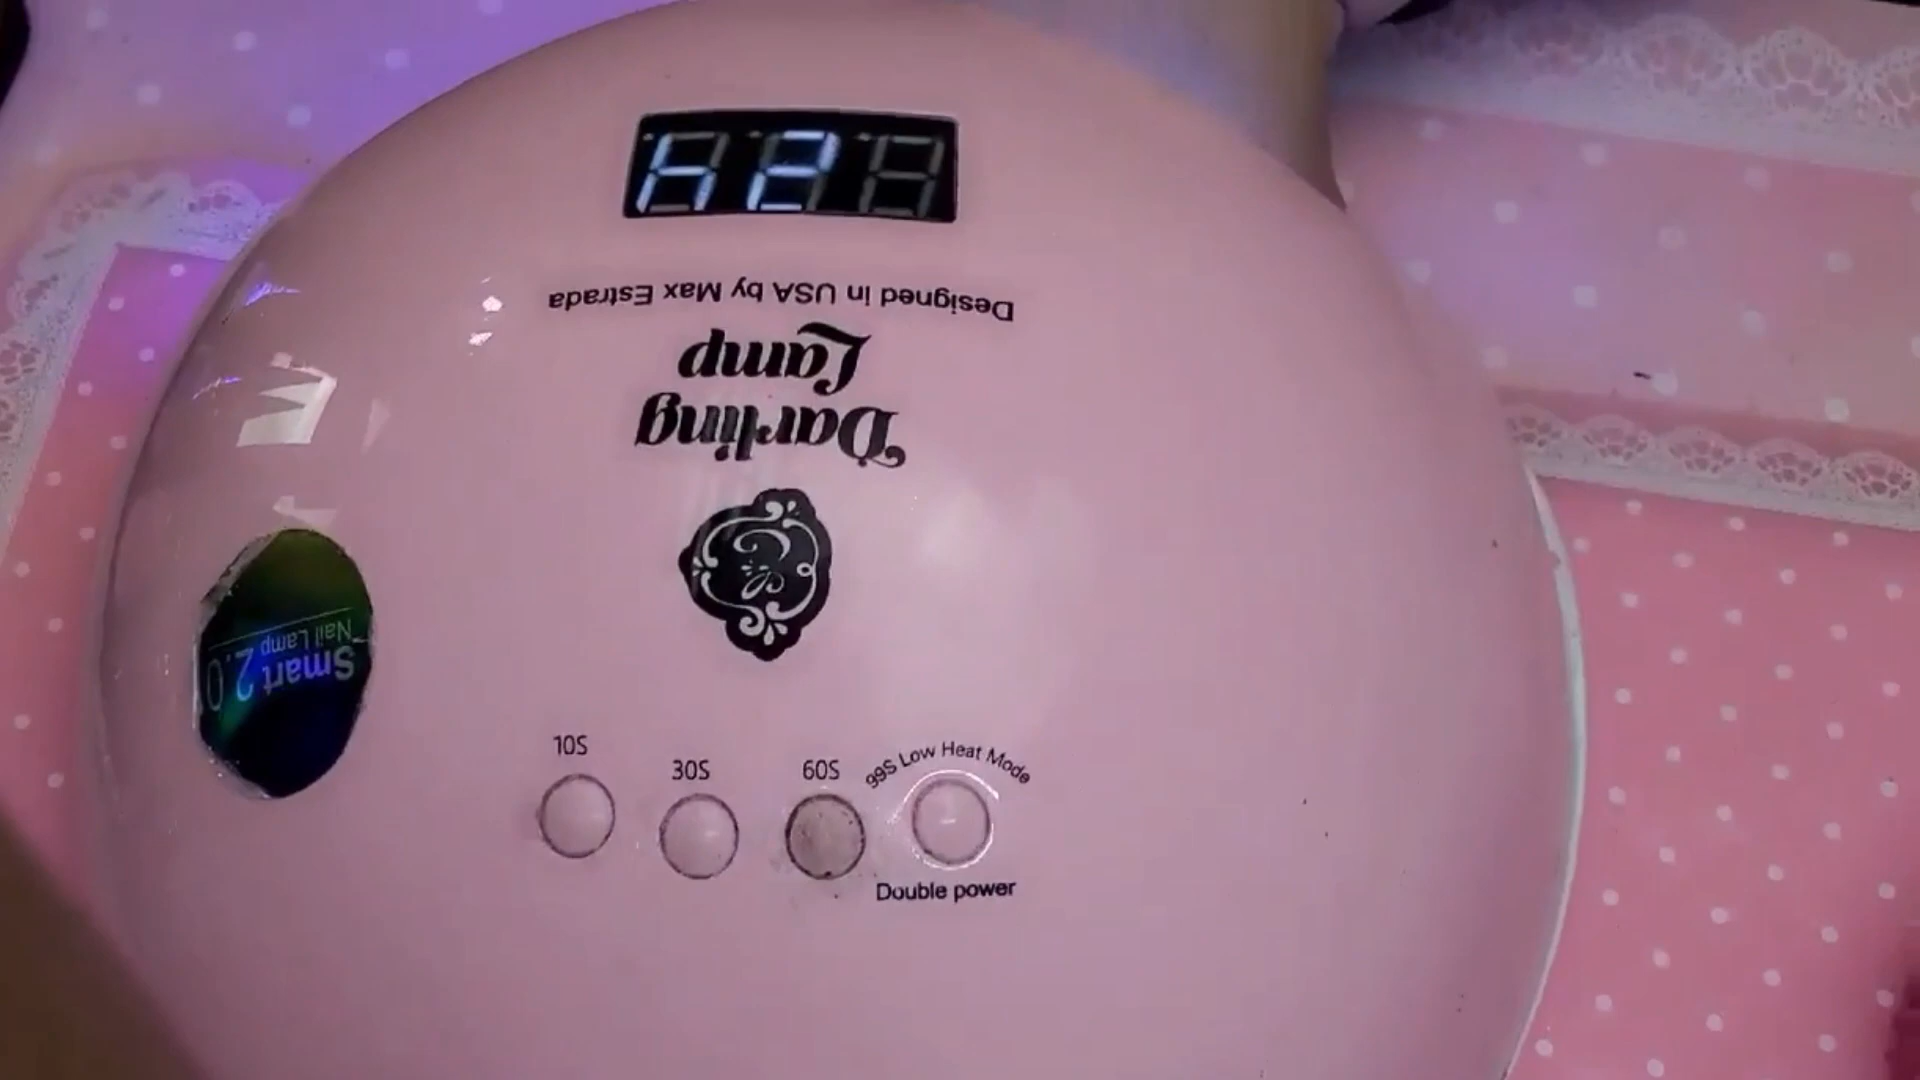 Darling
Lamp
Designed in USA by Max Estrada
24
Smart 2.0
Nail Lamp
10S
30S
60S
99S Low Heat Mode
Double power